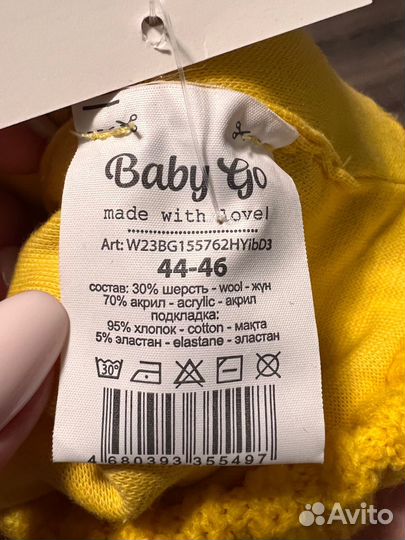 Baby Go
made with love!
Art: W23BG155762HYibD3
44-46
состав: 30% шерсть - wool - жүн
70% акрил - acrylic - акрил
подкладка:
95% хлопок - cotton - мақта
5% эластан - elastane - эластан
30°
4 680393 355497
Avito